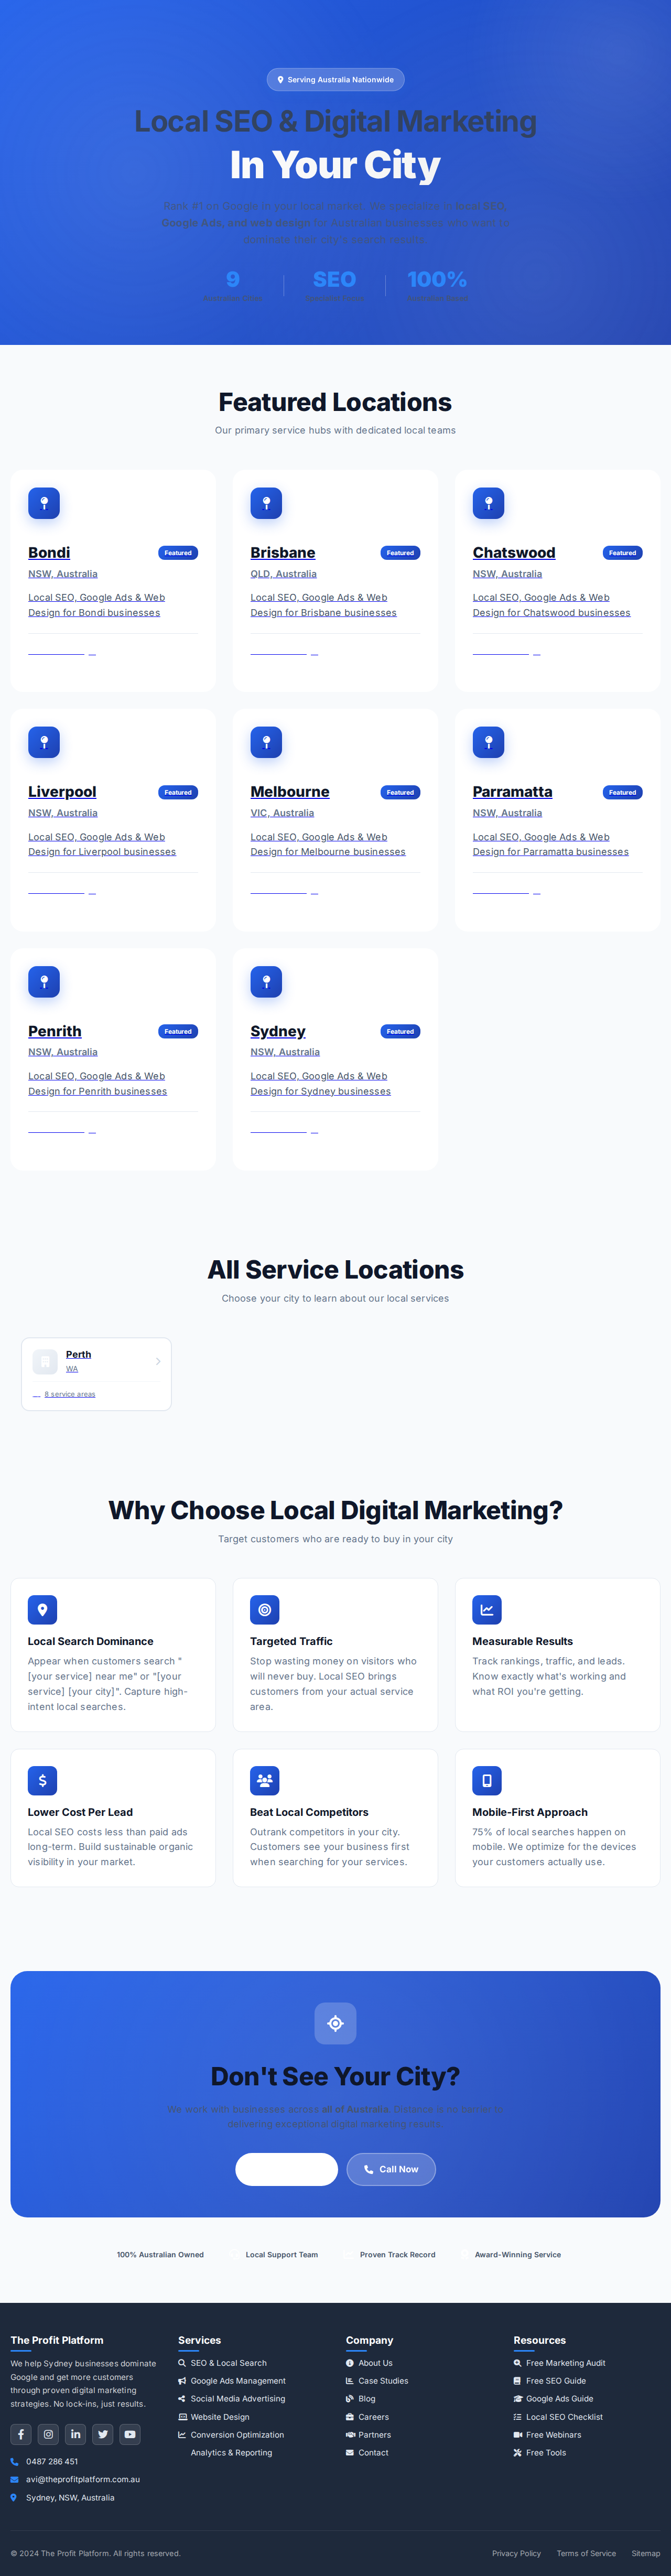 Serving Australia Nationwide
Local SEO & Digital Marketing
In Your City
Rank #1 on Google in your local market. We specialize in local SEO,
Google Ads, and web design for Australian businesses who want to
dominate their city's search results.
9
SEO
100%
Featured Locations
Our primary service hubs with dedicated local teams
Bondi
Featured
NSW, Australia
Local SEO, Google Ads & Web
Design for Bondi businesses
Brisbane
Featured
QLD, Australia
Local SEO, Google Ads & Web
Design for Brisbane businesses
Chatswood
Featured
NSW, Australia
Local SEO, Google Ads & Web
Design for Chatswood businesses
Liverpool
Featured
NSW, Australia
Local SEO, Google Ads & Web
Design for Liverpool businesses
Melbourne
Featured
VIC, Australia
Local SEO, Google Ads & Web
Design for Melbourne businesses
Parramatta
Featured
NSW, Australia
Local SEO, Google Ads & Web
Design for Parramatta businesses
Penrith
Featured
NSW, Australia
Local SEO, Google Ads & Web
Design for Penrith businesses
Sydney
Featured
NSW, Australia
Local SEO, Google Ads & Web
Design for Sydney businesses
All Service Locations
Choose your city to learn about our local services
Perth
WA
8 service areas
Why Choose Local Digital Marketing?
Target customers who are ready to buy in your city
Local Search Dominance
Appear when customers search "
[your service] near me" or "[your
service] [your city]". Capture high-
intent local searches.
Targeted Traffic
Stop wasting money on visitors who
will never buy. Local SEO brings
customers from your actual service
area.
Measurable Results
Track rankings, traffic, and leads.
Know exactly what's working and
what ROI you're getting.
Lower Cost Per Lead
Local SEO costs less than paid ads
long-term. Build sustainable organic
visibility in your market.
Beat Local Competitors
Outrank competitors in your city.
Customers see your business first
when searching for your services.
Mobile-First Approach
75% of local searches happen on
mobile. We optimize for the devices
your customers actually use.
Don't See Your City?
We work with businesses across all of Australia. Distance is no barrier to
delivering exceptional digital marketing results.
Call Now
100% Australian Owned
Local Support Team
Proven Track Record
Award-Winning Service
The Profit Platform
We help Sydney businesses dominate
Google and get more customers
through proven digital marketing
strategies. No lock-ins, just results.
0487 286 451
avi@theprofitplatform.com.au
Sydney, NSW, Australia
Services
SEO & Local Search
Google Ads Management
Social Media Advertising
Website Design
Conversion Optimization
Analytics & Reporting
Company
About Us
Case Studies
Blog
Careers
Partners
Contact
Resources
Free Marketing Audit
Free SEO Guide
Google Ads Guide
Local SEO Checklist
Free Webinars
Free Tools
© 2024 The Profit Platform. All rights reserved.
Privacy Policy
Terms of Service
Sitemap